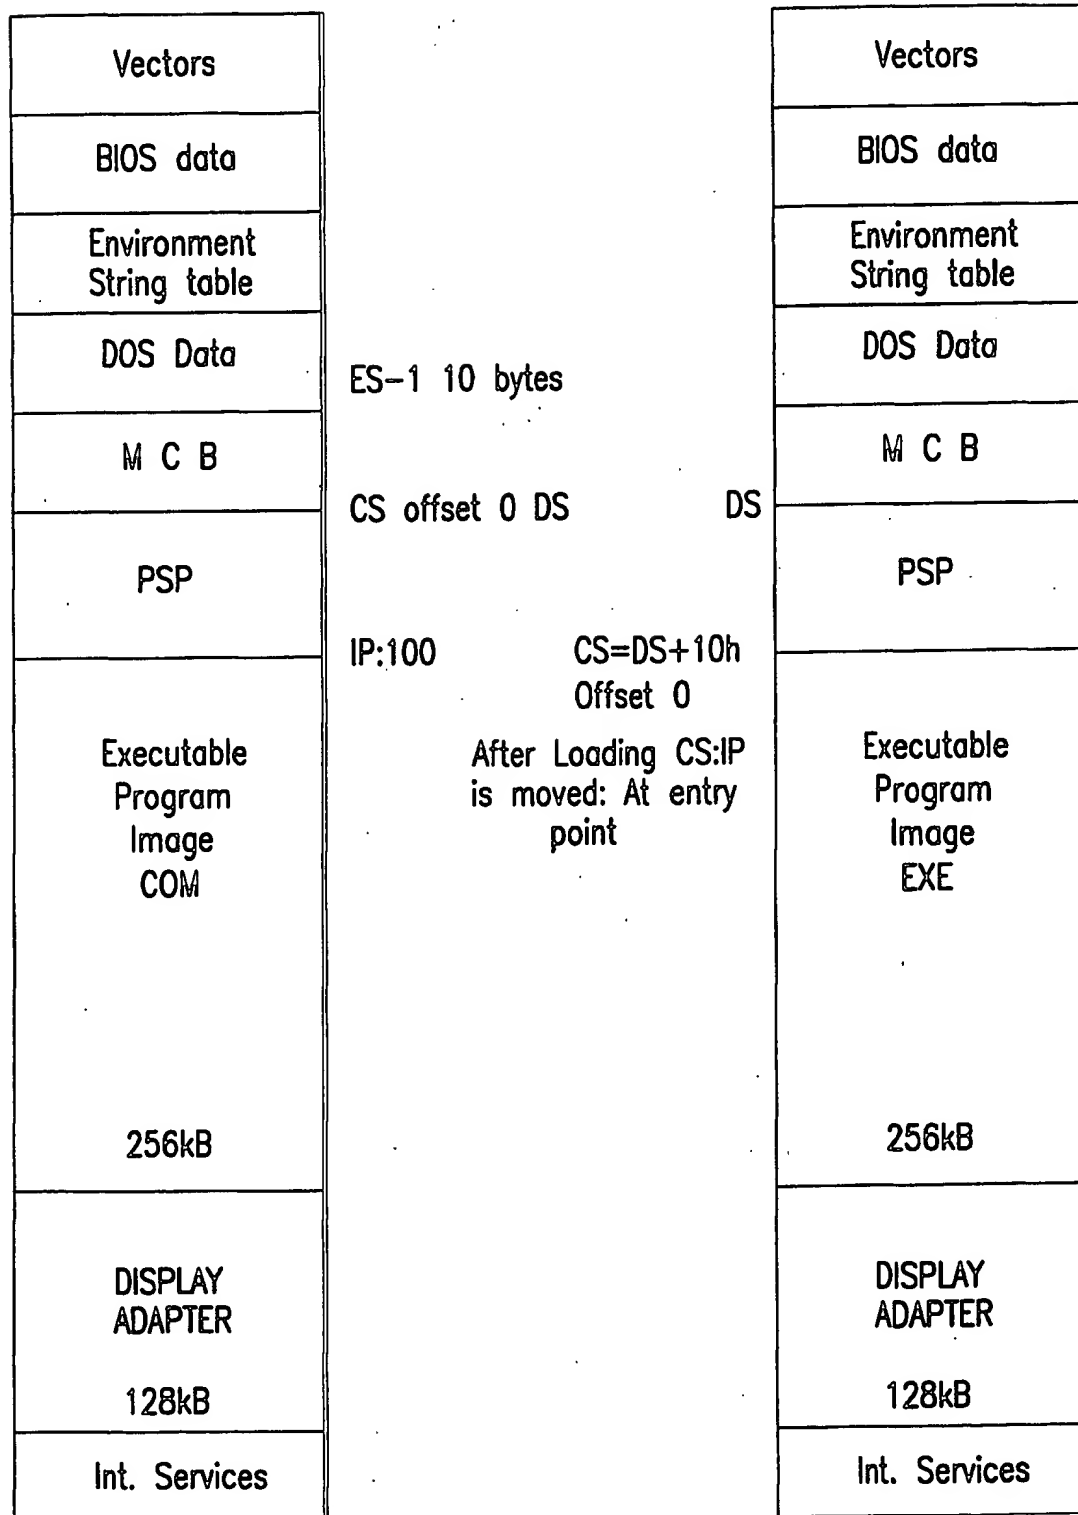 Vectors
BIOS data
Environment
String table
DOS Data
M C B
PSP
Executable
Program
Image
COM
256kB
DISPLAY
ADAPTER
128kB
Int. Services
ES-1 10 bytes
CS offset 0 DS
IP:100
DS
CS=DS+10h
Offset 0
After Loading CS:IP
is moved: At entry
point
Vectors
BIOS data
Environment
String table
DOS Data
M C B
PSP
Executable
Program
Image
EXE
256kB
DISPLAY
ADAPTER
128kB
Int. Services